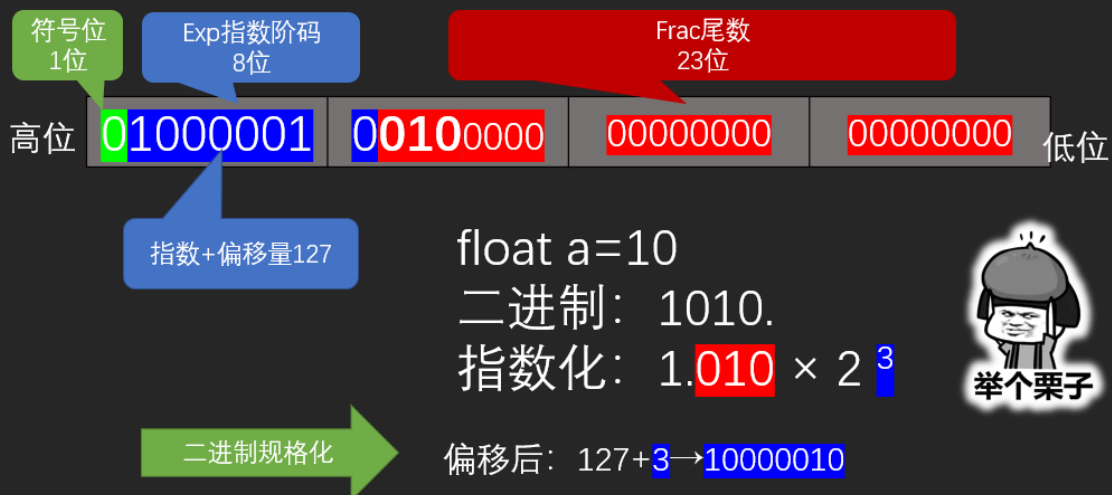 符号位
1位
Exp指数阶码
8位
Frac尾数
23位
高位
01000001
00100000
00000000
00000000
低位
指数+偏移量127
float a=10
二进制：1010.
指数化：1.010 × 2 3
举个栗子
二进制规格化
偏移后：127+3→10000010